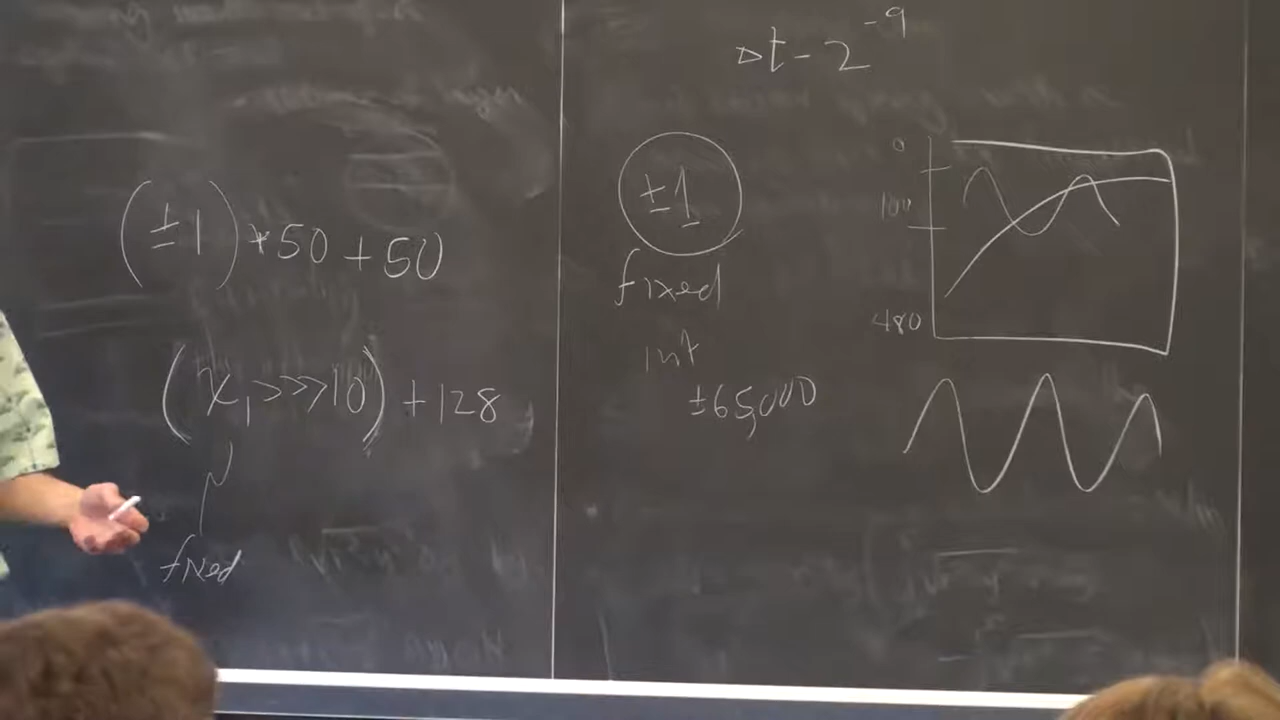 (±1) * 50 + 50
(x₁ >>> 10) + 128
fixed
Δt - 2⁻⁹
±1
fixed
int
±65,000
0
100
480